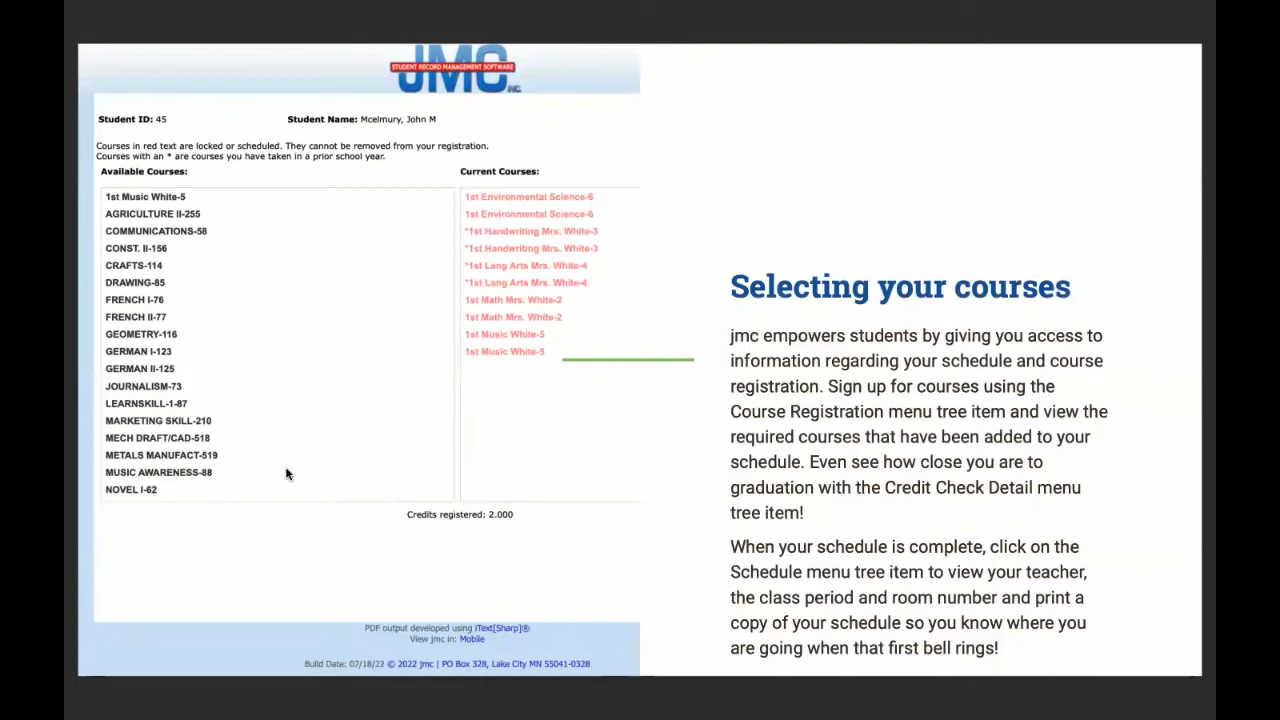 JMC
STUDENT RECORD MANAGEMENT SOFTWARE
INC.
Student ID: 45
Student Name: Mcelmury, John M
Courses in red text are locked or scheduled. They cannot be removed from your registration.
Courses with an * are courses you have taken in a prior school year.
Available Courses:
1st Music White-5
AGRICULTURE II-255
COMMUNICATIONS-58
CONST. II-156
CRAFTS-114
DRAWING-85
FRENCH I-76
FRENCH II-77
GEOMETRY-116
GERMAN I-123
GERMAN II-125
JOURNALISM-73
LEARNSKILL-1-87
MARKETING SKILL-210
MECH DRAFT/CAD-518
METALS MANUFACT-519
MUSIC AWARENESS-88
NOVEL I-62
Current Courses:
1st Environmental Science-6
1st Environmental Science-6
*1st Handwriting Mrs. White-3
*1st Handwriting Mrs. White-3
*1st Lang Arts Mrs. White-4
*1st Lang Arts Mrs. White-4
1st Math Mrs. White-2
1st Math Mrs. White-2
1st Music White-5
1st Music White-5
Credits registered: 2.000
PDF output developed using iText[Sharp]®
View jmc in: Mobile
Build Date: 07/18/22 © 2022 jmc | PO Box 328, Lake City MN 55041-0328
Selecting your courses
jmc empowers students by giving you access to
information regarding your schedule and course
registration. Sign up for courses using the
Course Registration menu tree item and view the
required courses that have been added to your
schedule. Even see how close you are to
graduation with the Credit Check Detail menu
tree item!
When your schedule is complete, click on the
Schedule menu tree item to view your teacher,
the class period and room number and print a
copy of your schedule so you know where you
are going when that first bell rings!